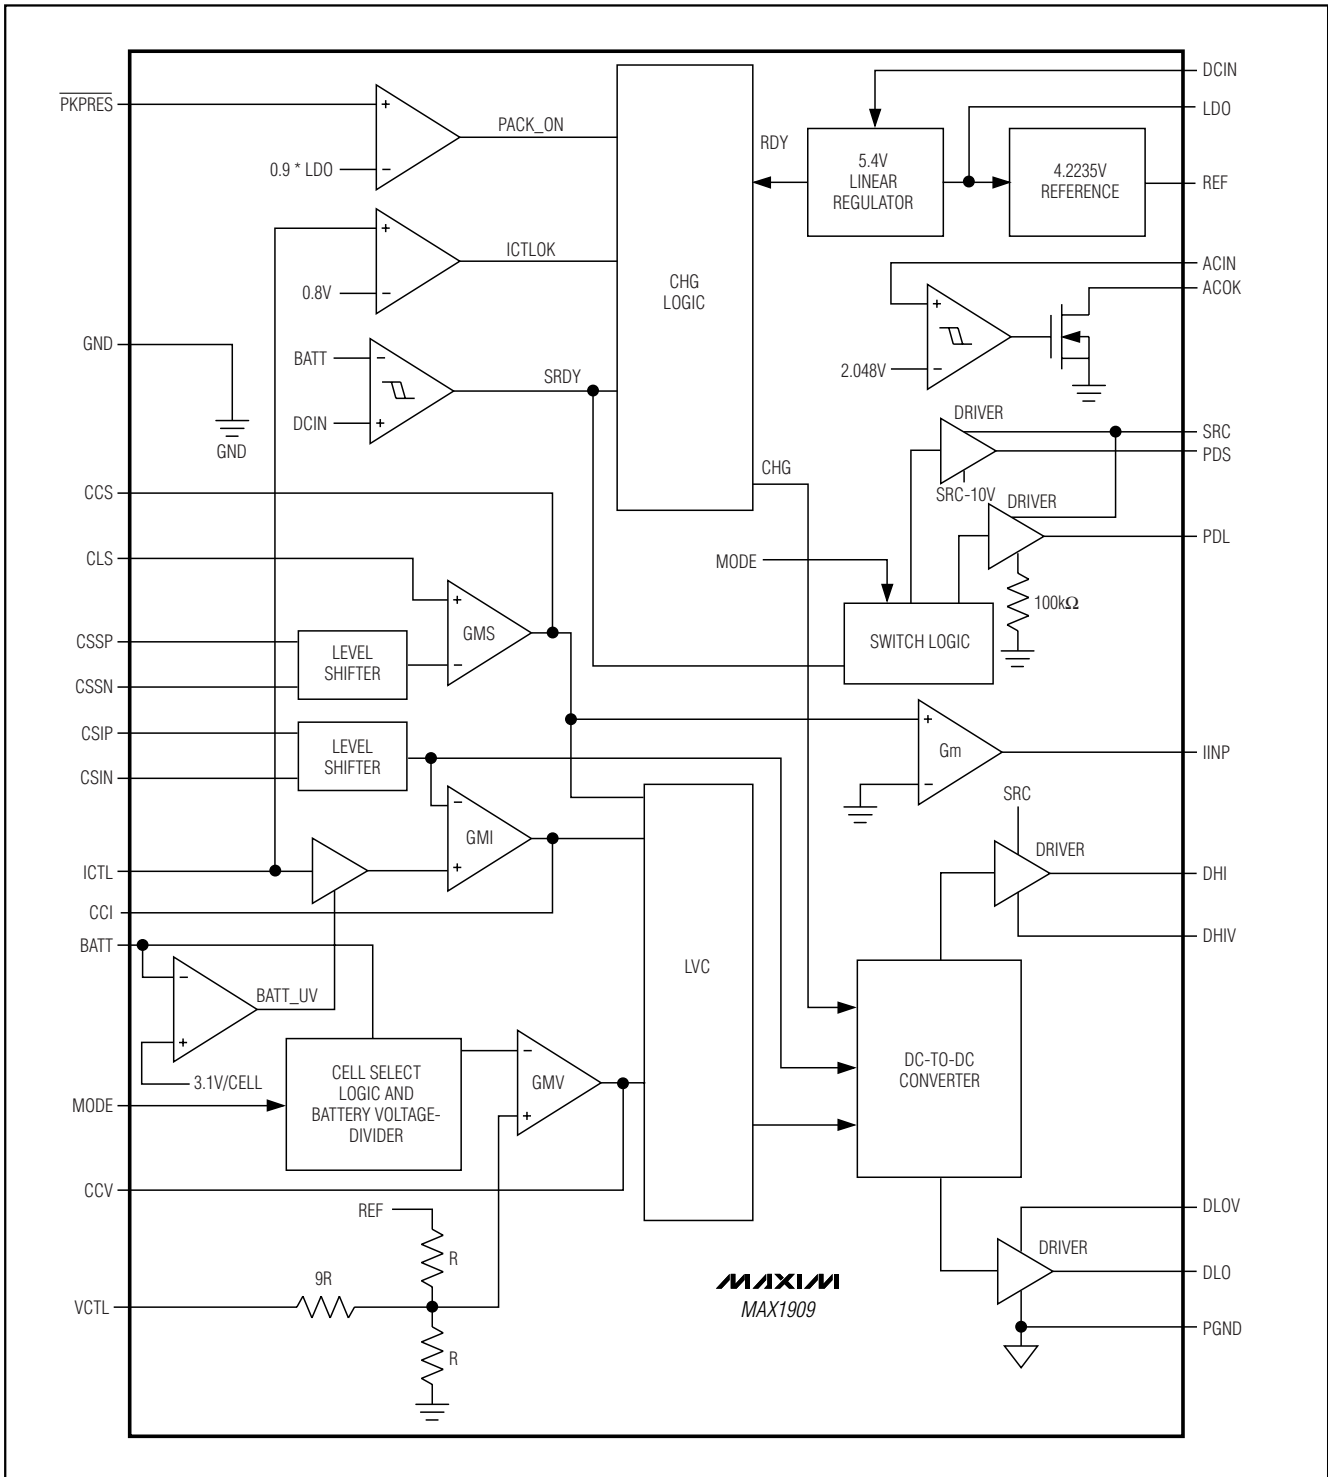 PKPRES
+
PACK_ON
0.9 * LDO
−
+
ICTLOK
0.8V
−
GND
GND
BATT
−
SRDY
DCIN
+
CHG
LOGIC
RDY
5.4V
LINEAR
REGULATOR
4.2235V
REFERENCE
DCIN
LDO
REF
ACIN
ACOK
+
2.048V
−
DRIVER
SRC
PDS
SRC-10V
DRIVER
PDL
CHG
MODE
100kΩ
SWITCH LOGIC
CCS
CLS
+
GMS
−
CSSP
LEVEL
SHIFTER
CSSN
CSIP
LEVEL
SHIFTER
CSIN
−
GMI
+
+
Gm
−
IINP
SRC
DRIVER
DHI
DHIV
ICTL
CCI
BATT
−
BATT_UV
+
3.1V/CELL
LVC
MODE
CELL SELECT
LOGIC AND
BATTERY VOLTAGE-
DIVIDER
−
GMV
+
DC-TO-DC
CONVERTER
CCV
REF
R
9R
VCTL
R
MAXIM
MAX1909
DLOV
DRIVER
DLO
PGND